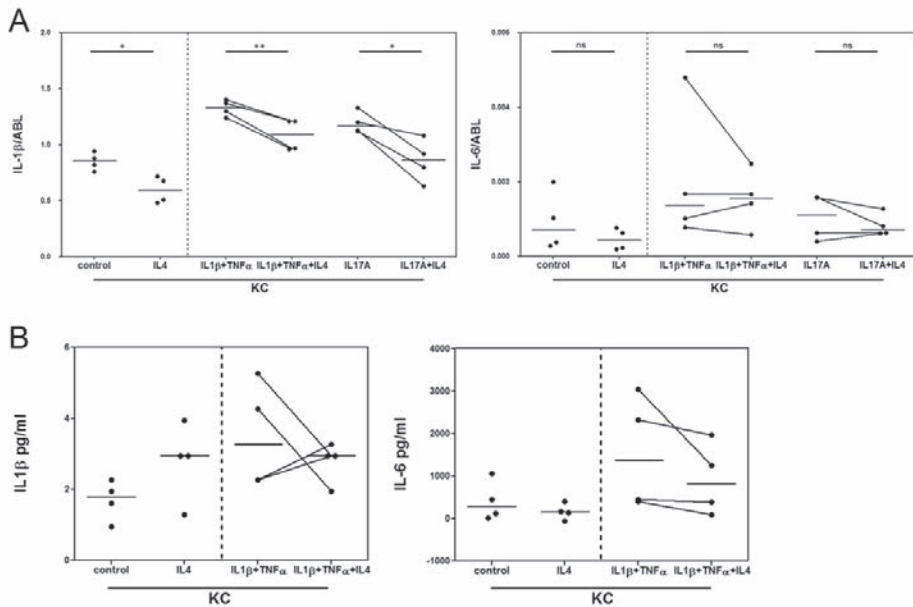 A
2.0
1.5
1.0
0.5
0.0
IL-1β/ABL
*
**
*
control
IL4
IL1β+TNFα
IL1β+TNFα+IL4
IL17A
IL17A+IL4
KC
0.006
0.004
0.002
0.000
IL-6/ABL
ns
ns
ns
control
IL4
IL1β+TNFα
IL1β+TNFα+IL4
IL17A
IL17A+IL4
KC
B
6
4
2
0
IL1β pg/ml
control
IL4
IL1β+TNFα
IL1β+TNFα+IL4
KC
4000
3000
2000
1000
0
-1000
IL-6 pg/ml
control
IL4
IL1β+TNFα
IL1β+TNFα+IL4
KC